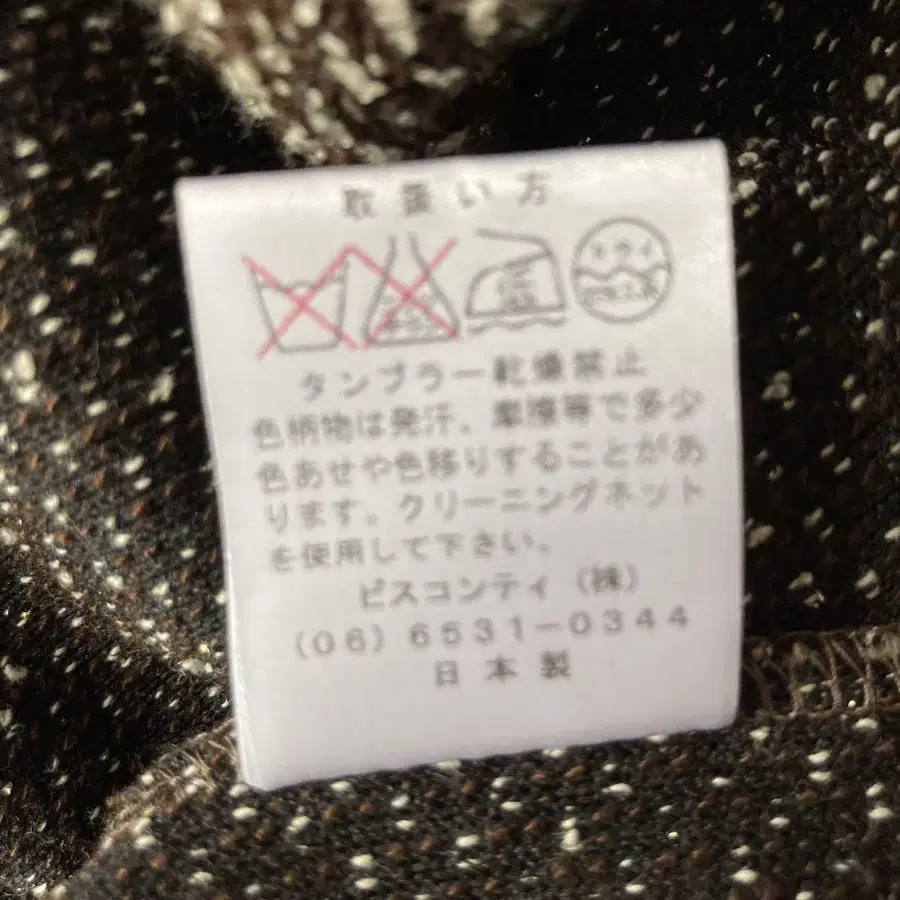 取扱い方
ドライ
タンブラー乾燥禁止
色柄物は発汗、摩擦等で多少
色あせや色移りすることがあ
ります。クリーニングネット
を使用して下さい。
ビスコンティ(株)
(06)6531-0344
日本製